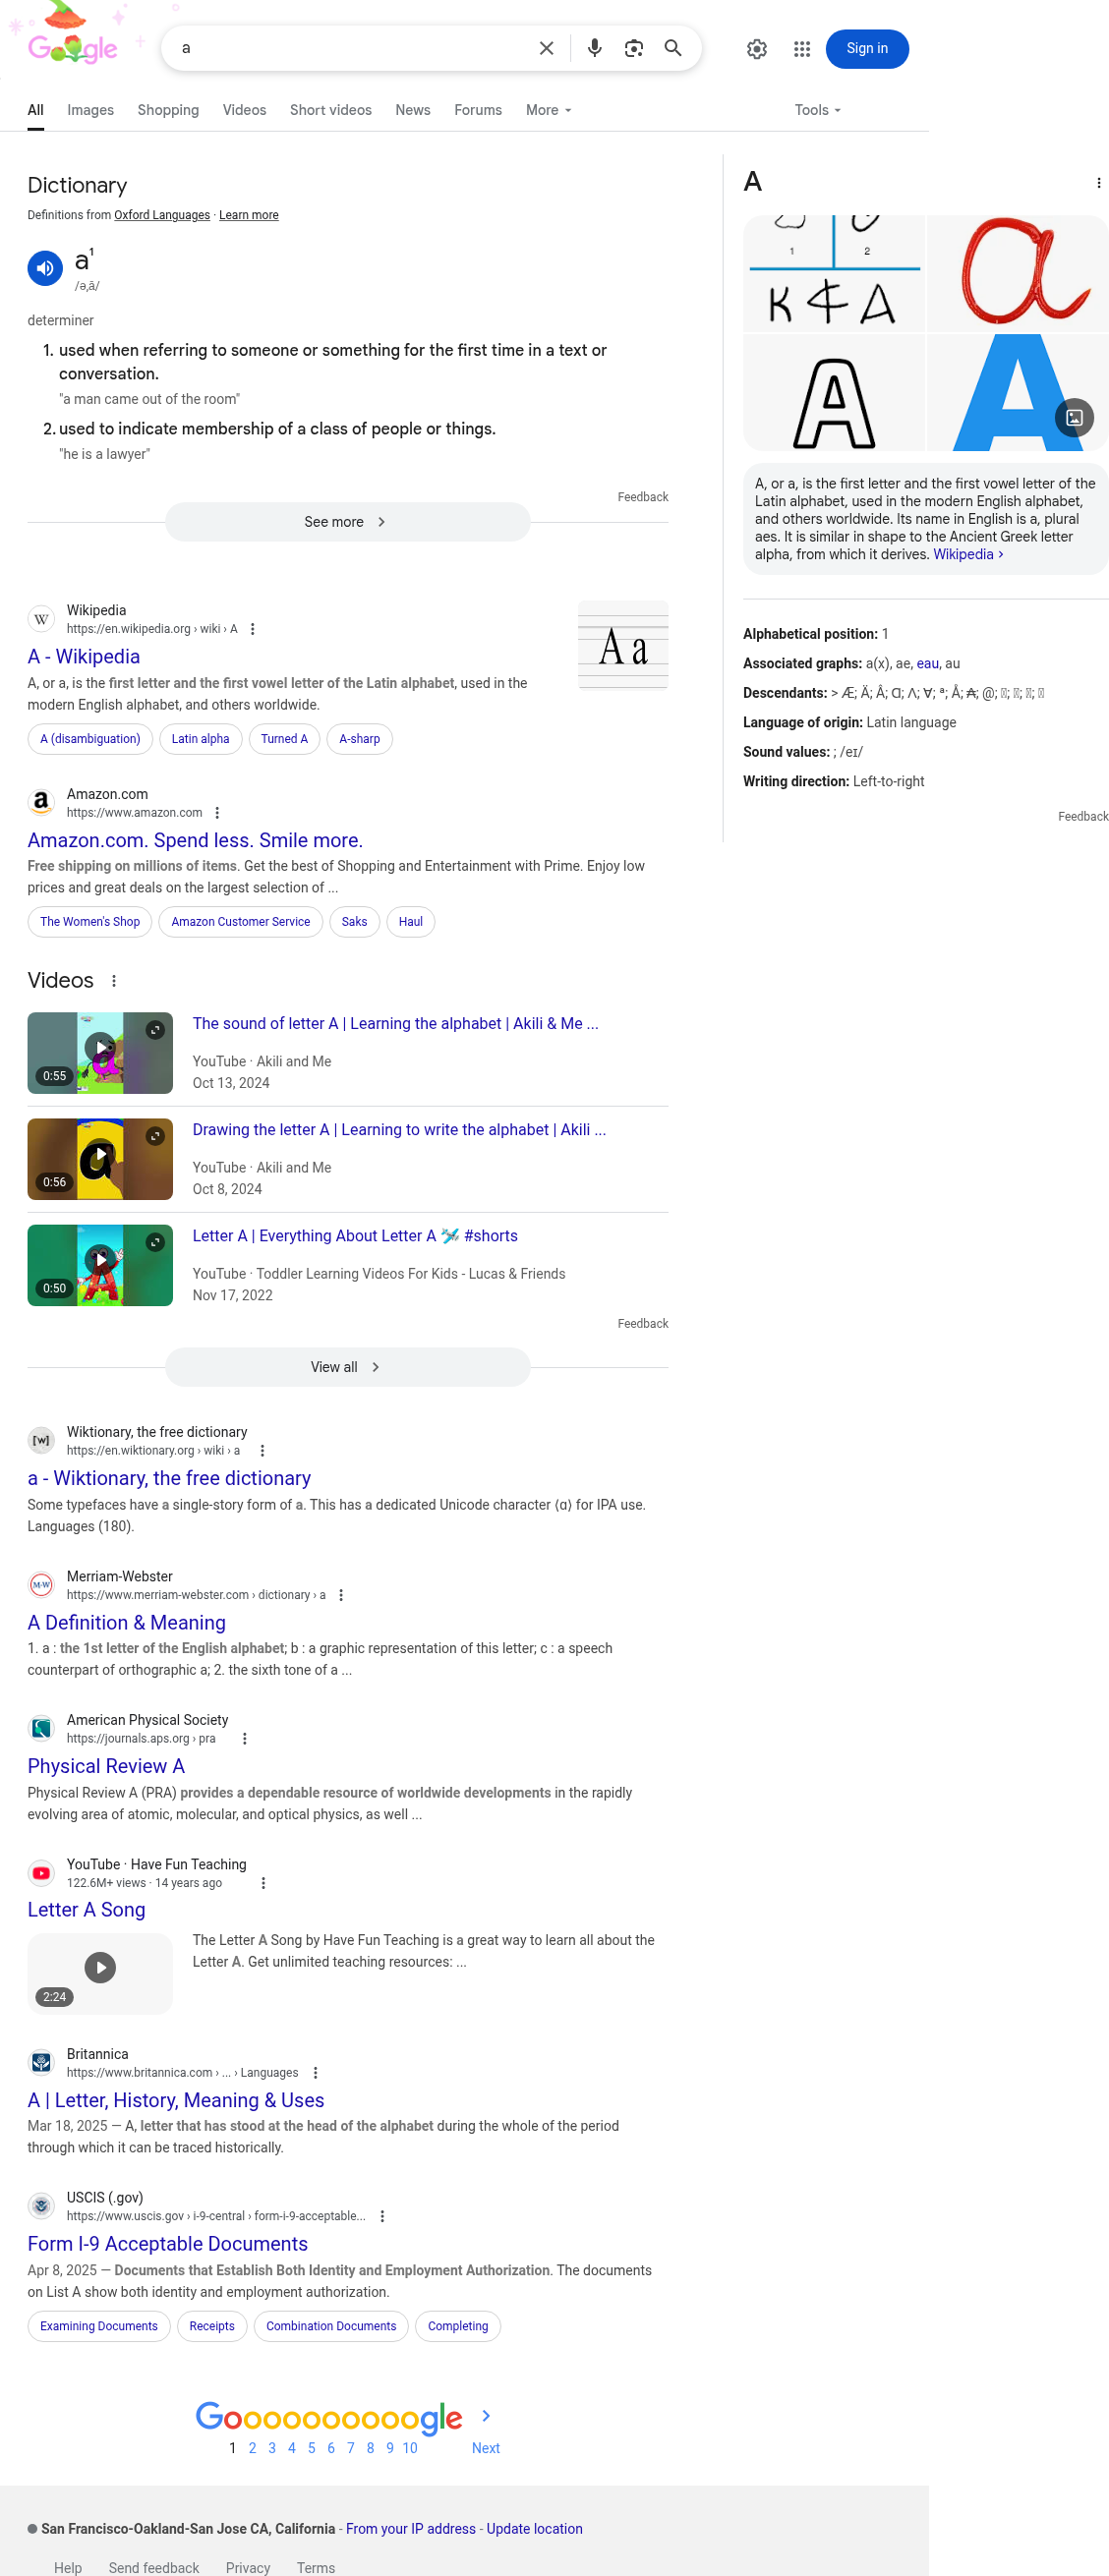 Google
a
Sign in
All Images Shopping Videos Short videos News Forums More Tools
Dictionary
Definitions from Oxford Languages · Learn more
a¹
/ə,ā/
determiner
1. used when referring to someone or something for the first time in a text or
conversation.
"a man came out of the room"
2. used to indicate membership of a class of people or things.
"he is a lawyer"
Feedback
See more
Wikipedia
https://en.wikipedia.org › wiki › A
A - Wikipedia
A, or a, is the first letter and the first vowel letter of the Latin alphabet, used in the
modern English alphabet, and others worldwide.
A a
A (disambiguation) Latin alpha Turned A A-sharp
a
Amazon.com
https://www.amazon.com
Amazon.com. Spend less. Smile more.
Free shipping on millions of items. Get the best of Shopping and Entertainment with Prime. Enjoy low
prices and great deals on the largest selection of ...
The Women's Shop Amazon Customer Service Saks Haul
Videos
The sound of letter A | Learning the alphabet | Akili & Me ...
YouTube · Akili and Me
Oct 13, 2024
0:55
Drawing the letter A | Learning to write the alphabet | Akili ...
YouTube · Akili and Me
Oct 8, 2024
a
0:56
Letter A | Everything About Letter A 🛩️ #shorts
YouTube · Toddler Learning Videos For Kids - Lucas & Friends
Nov 17, 2022
A
0:50
Feedback
View all
[w]
Wiktionary, the free dictionary
https://en.wiktionary.org › wiki › a
a - Wiktionary, the free dictionary
Some typefaces have a single-story form of a. This has a dedicated Unicode character ⟨ɑ⟩ for IPA use.
Languages (180).
M-W
Merriam-Webster
https://www.merriam-webster.com › dictionary › a
A Definition & Meaning
1. a : the 1st letter of the English alphabet; b : a graphic representation of this letter; c : a speech
counterpart of orthographic a; 2. the sixth tone of a ...
American Physical Society
https://journals.aps.org › pra
Physical Review A
Physical Review A (PRA) provides a dependable resource of worldwide developments in the rapidly
evolving area of atomic, molecular, and optical physics, as well ...
YouTube · Have Fun Teaching
122.6M+ views · 14 years ago
Letter A Song
The Letter A Song by Have Fun Teaching is a great way to learn all about the
Letter A. Get unlimited teaching resources: ...
2:24
Britannica
https://www.britannica.com › ... › Languages
A | Letter, History, Meaning & Uses
Mar 18, 2025 — A, letter that has stood at the head of the alphabet during the whole of the period
through which it can be traced historically.
USCIS (.gov)
https://www.uscis.gov › i-9-central › form-i-9-acceptable...
Form I-9 Acceptable Documents
Apr 8, 2025 — Documents that Establish Both Identity and Employment Authorization. The documents
on List A show both identity and employment authorization.
Examining Documents Receipts Combination Documents Completing
Goooooooooogle
1 2 3 4 5 6 7 8 9 10 Next
San Francisco-Oakland-San Jose CA, California - From your IP address - Update location
Help Send feedback Privacy Terms
A
1 2
a
A
A
A, or a, is the first letter and the first vowel letter of the
Latin alphabet, used in the modern English alphabet,
and others worldwide. Its name in English is a, plural
aes. It is similar in shape to the Ancient Greek letter
alpha, from which it derives. Wikipedia ›
Alphabetical position: 1
Associated graphs: a(x), ae, eau, au
Descendants: > Æ; Ä; Â; Ɑ; Λ; Ɐ; ª; Å; ₳; @;
Language of origin: Latin language
Sound values: ; /eɪ/
Writing direction: Left-to-right
Feedback